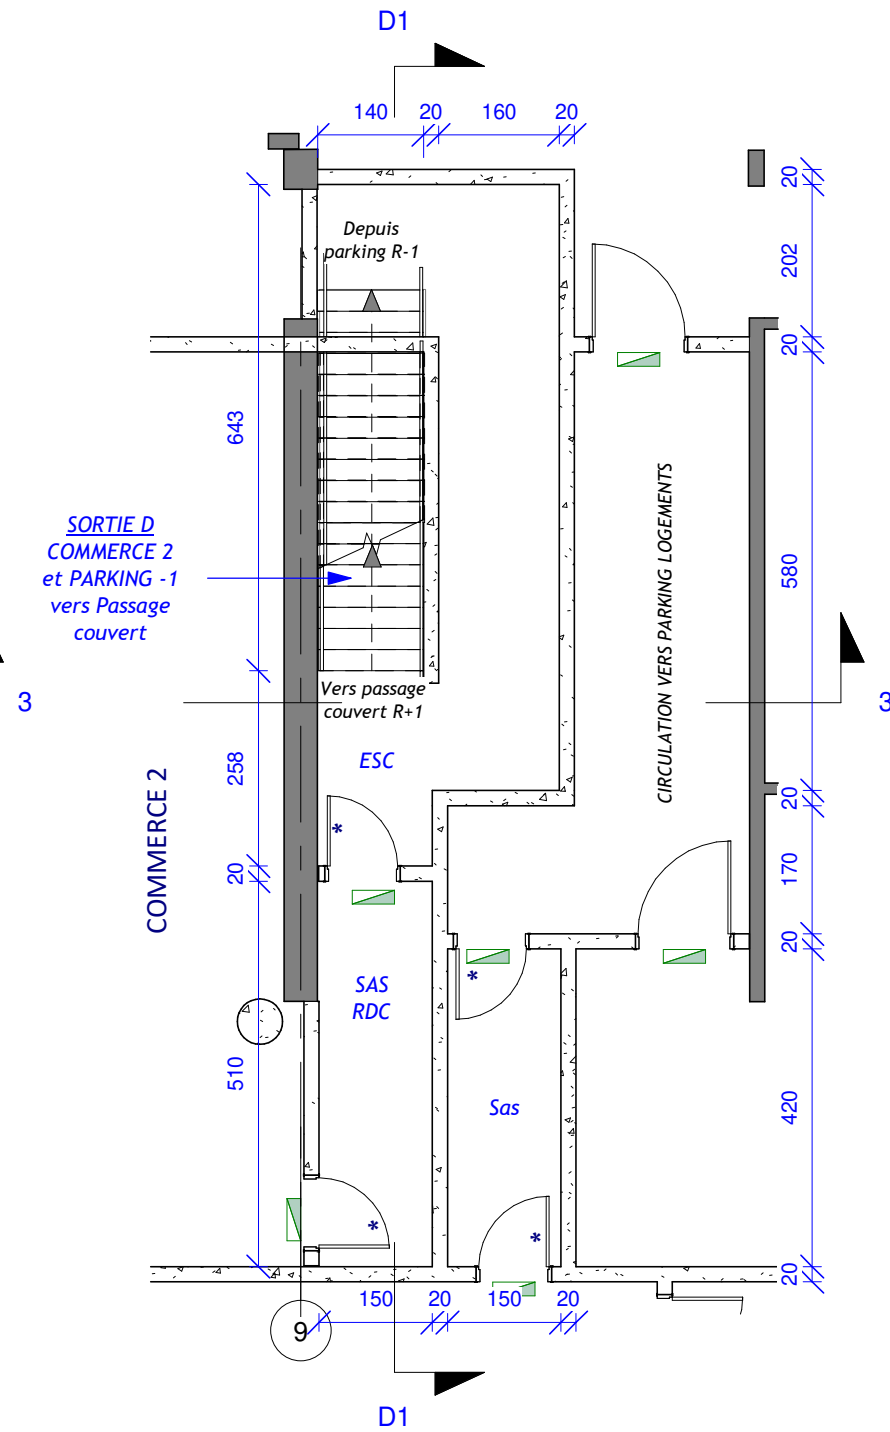 D1
140
20
160
20
20
202
20
Depuis
parking R-1
643
SORTIE D
COMMERCE 2
et PARKING -1
vers Passage
couvert
580
CIRCULATION VERS PARKING LOGEMENTS
3
3
Vers passage
couvert R+1
ESC
258
COMMERCE 2
*
20
20
170
20
SAS
RDC
*
510
Sas
420
*
*
20
150
20
150
20
9
D1